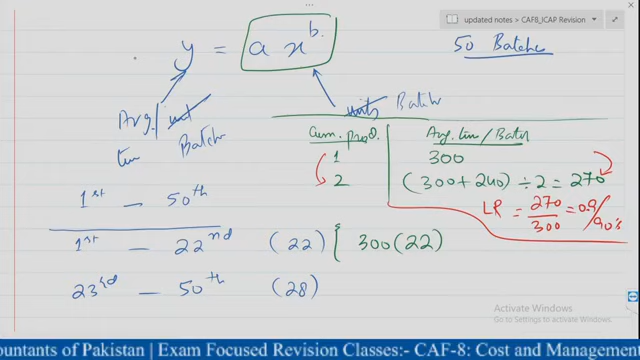 updated notes > CAF8_ICAP Revision
y = a x^b.
50 Batches
Avg./ unit
time Batch
units Batch
Cum. prod. Avg. time/Batch
1 300
2 (300+240) ÷ 2 = 270
LR = 270/300 = 0.9/90%
1st — 50th
1st — 22nd (22) [ 300(22)
23rd — 50th (28)
Activate Windows
Go to Settings to activate Windows.
ountants of Pakistan | Exam Focused Revision Classes:- CAF-8: Cost and Management